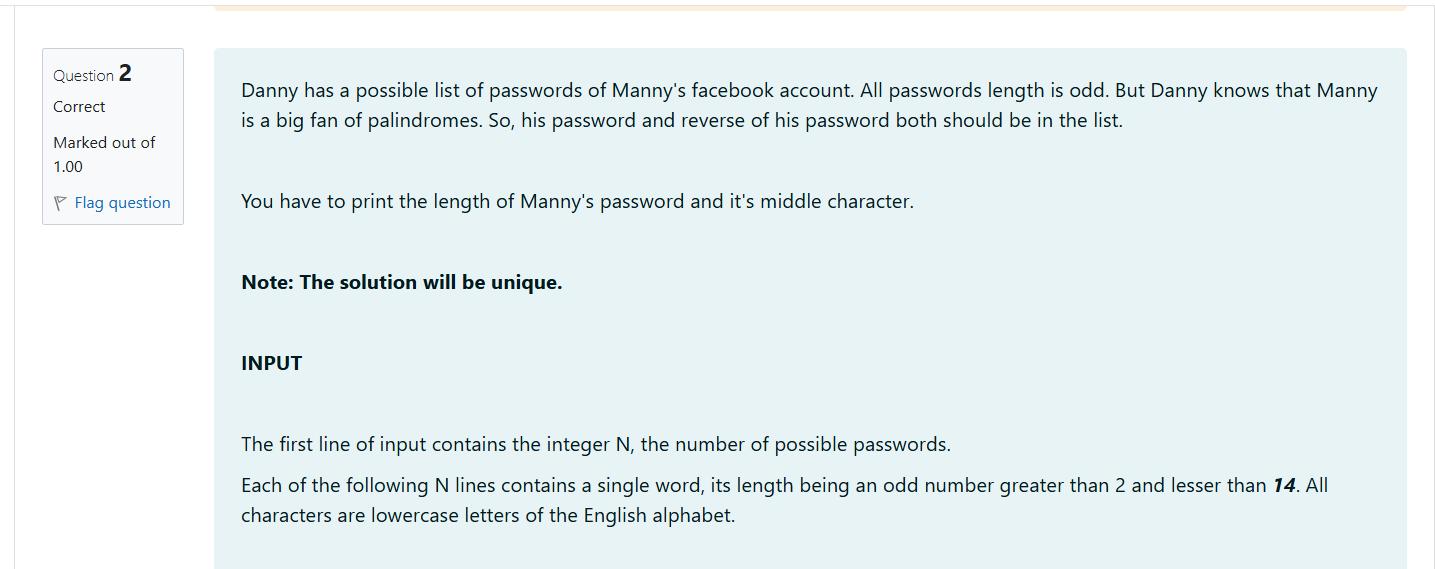 Question 2
Correct
Marked out of
1.00
Flag question
Danny has a possible list of passwords of Manny's facebook account. All passwords length is odd. But Danny knows that Manny
is a big fan of palindromes. So, his password and reverse of his password both should be in the list.
You have to print the length of Manny's password and it's middle character.
Note: The solution will be unique.
INPUT
The first line of input contains the integer N, the number of possible passwords.
Each of the following N lines contains a single word, its length being an odd number greater than 2 and lesser than 14. All
characters are lowercase letters of the English alphabet.